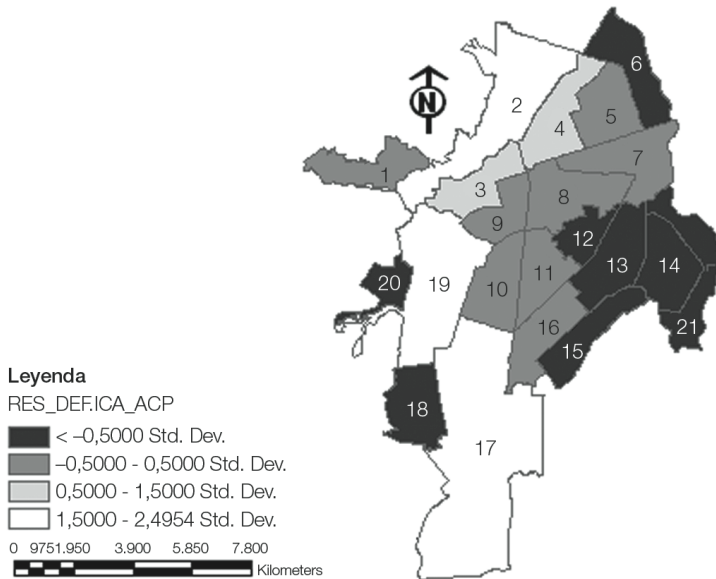 6
2
N
4
5
7
1
3
8
9
12
13
14
20
19
10
11
16
21
15
18
17
Leyenda
RES_DEF.ICA_ACP
< –0,5000 Std. Dev.
–0,5000 - 0,5000 Std. Dev.
0,5000 - 1,5000 Std. Dev.
1,5000 - 2,4954 Std. Dev.
0 9751.950 3.900 5.850 7.800
Kilometers